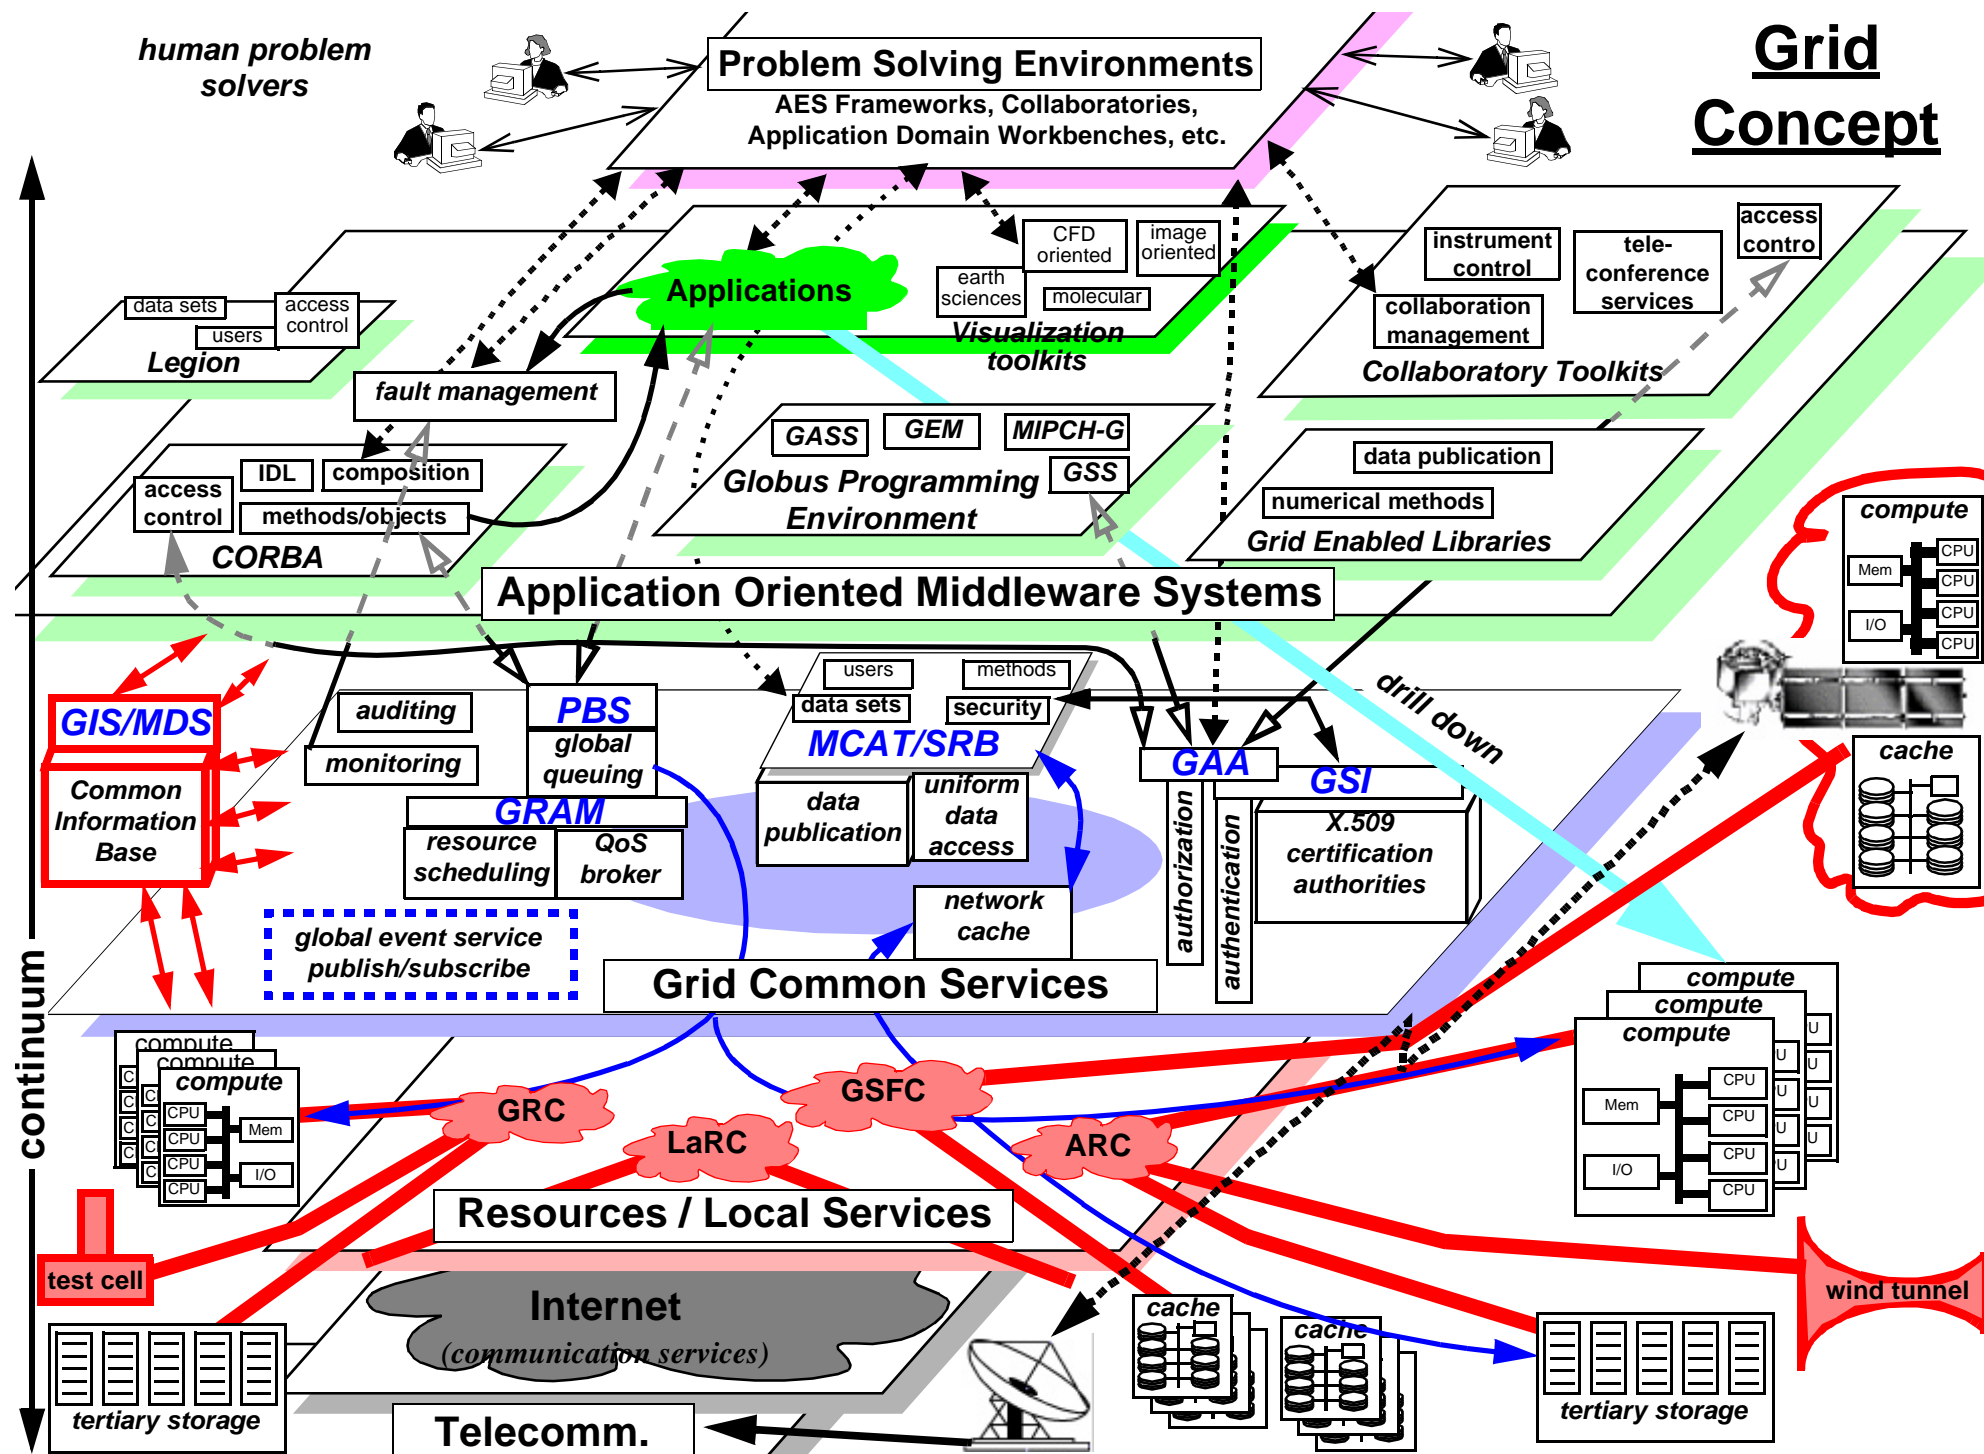 human problem
solvers
Problem Solving Environments
AES Frameworks, Collaboratories,
Application Domain Workbenches, etc.
Grid
Concept
continuum
data sets
users
access
control
Legion
fault management
Applications
CFD
oriented
image
oriented
earth
sciences
molecular
Visualization
toolkits
instrument
control
tele-
conference
services
access
contro
collaboration
management
Collaboratory Toolkits
access
control
IDL
composition
methods/objects
CORBA
GASS
GEM
MIPCH-G
GSS
Globus Programming
Environment
data publication
numerical methods
Grid Enabled Libraries
Application Oriented Middleware Systems
compute
Mem
I/O
CPU
CPU
CPU
CPU
cache
GIS/MDS
Common
Information
Base
auditing
monitoring
PBS
global
queuing
GRAM
resource
scheduling
QoS
broker
users
methods
data sets
security
MCAT/SRB
data
publication
uniform
data
access
network
cache
GAA
GSI
authorization
authentication
X.509
certification
authorities
drill down
global event service
publish/subscribe
Grid Common Services
compute
compute
compute
C
C
C
C
C
C
C
C
CPU
CPU
CPU
CPU
Mem
I/O
GRC
LaRC
GSFC
ARC
compute
compute
compute
Mem
I/O
CPU
CPU
CPU
CPU
U
U
U
U
U
U
U
U
Resources / Local Services
test cell
wind tunnel
Internet
(communication services)
tertiary storage
Telecomm.
cache
cache
tertiary storage